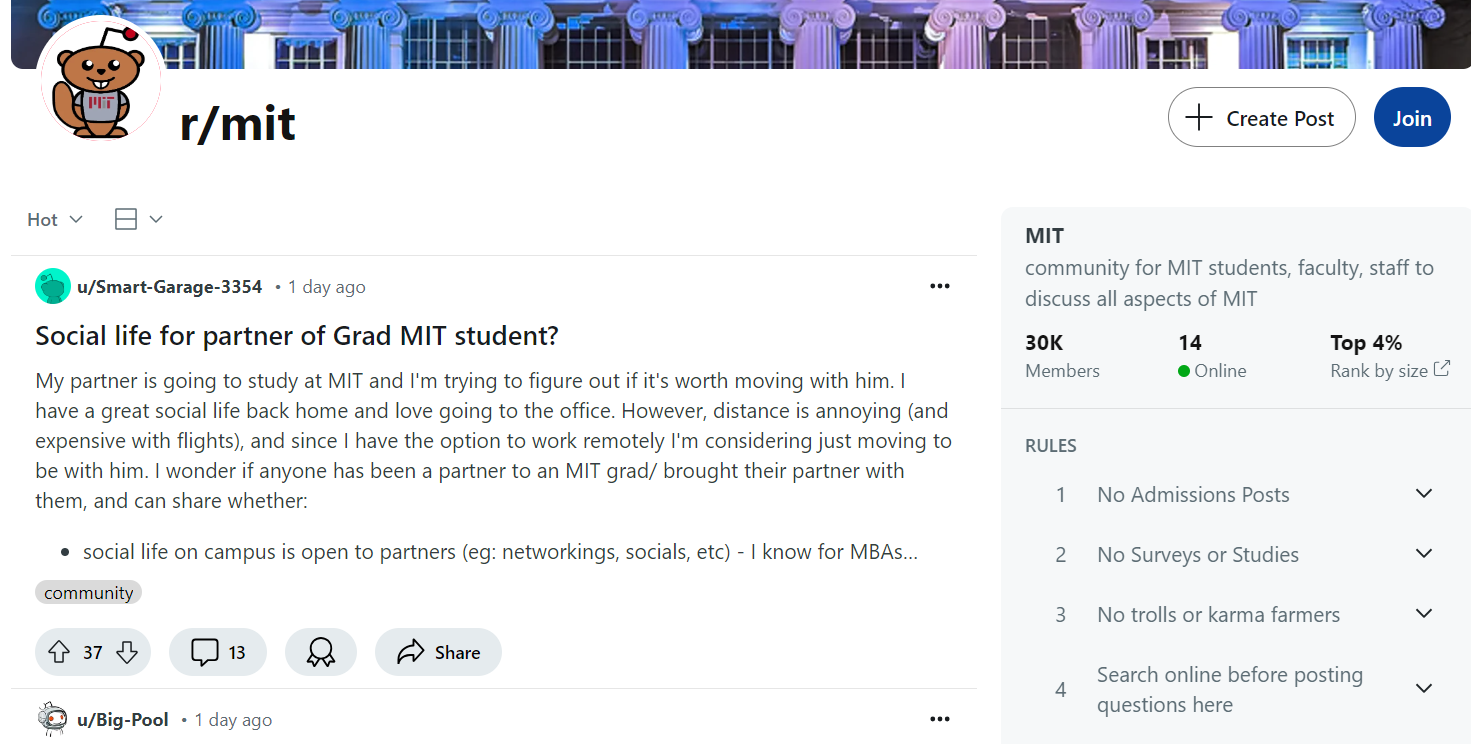 MIT
r/mit
Create Post
Join
Hot
u/Smart-Garage-3354 • 1 day ago
Social life for partner of Grad MIT student?
My partner is going to study at MIT and I'm trying to figure out if it's worth moving with him. I
have a great social life back home and love going to the office. However, distance is annoying (and
expensive with flights), and since I have the option to work remotely I'm considering just moving to
be with him. I wonder if anyone has been a partner to an MIT grad/ brought their partner with
them, and can share whether:
• social life on campus is open to partners (eg: networkings, socials, etc) - I know for MBAs...
community
37
13
Share
u/Big-Pool • 1 day ago
MIT
community for MIT students, faculty, staff to
discuss all aspects of MIT
30K 14 Top 4%
Members Online Rank by size
RULES
1 No Admissions Posts
2 No Surveys or Studies
3 No trolls or karma farmers
4 Search online before posting
questions here